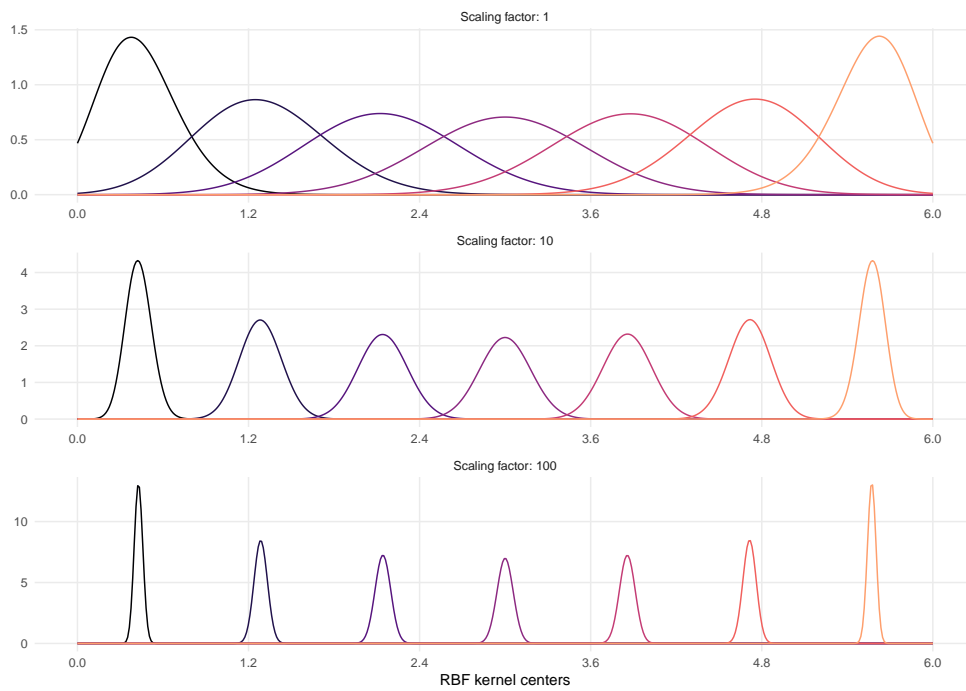 Scaling factor: 1
1.5
1.0
0.5
0.0
0.0 1.2 2.4 3.6 4.8 6.0
Scaling factor: 10
4
3
2
1
0
0.0 1.2 2.4 3.6 4.8 6.0
Scaling factor: 100
10
5
0
0.0 1.2 2.4 3.6 4.8 6.0
RBF kernel centers